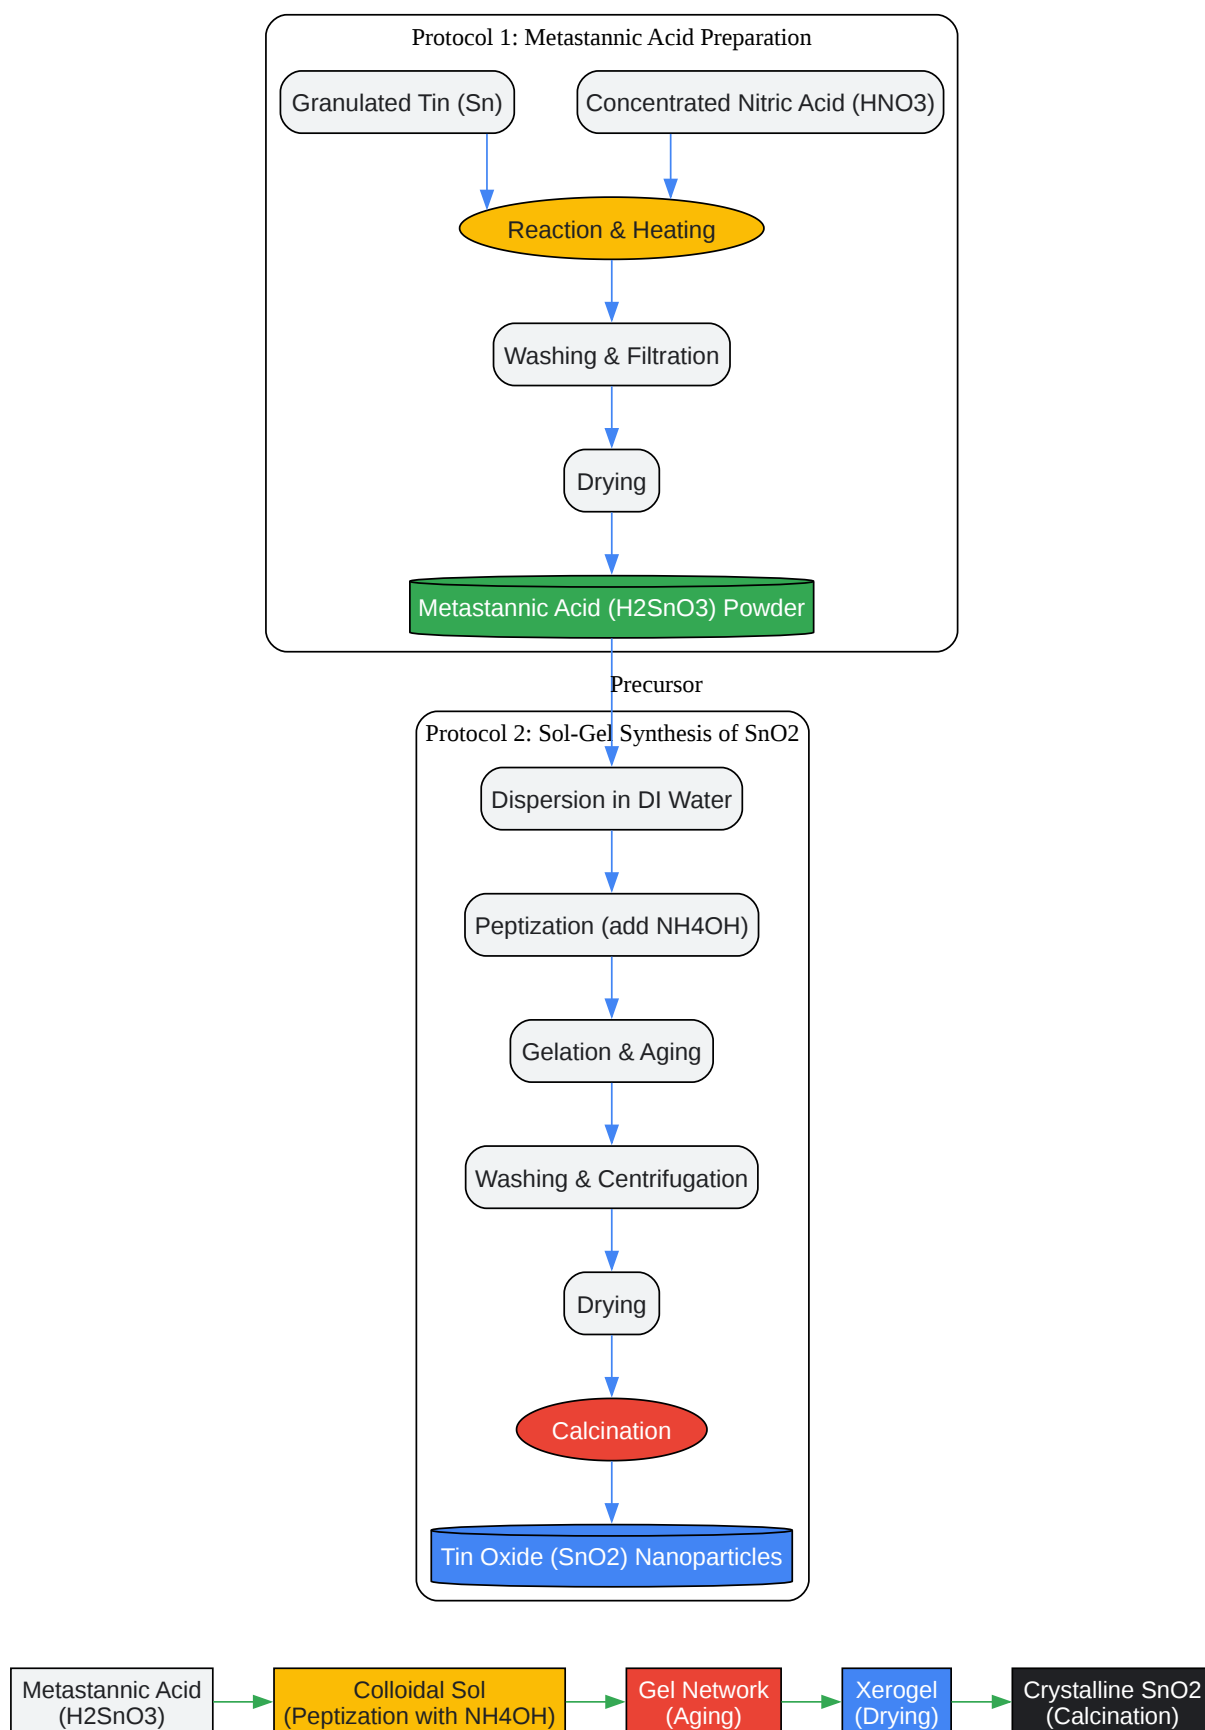 Protocol 1: Metastannic Acid Preparation
Granulated Tin (Sn)
Concentrated Nitric Acid (HNO3)
Reaction & Heating
Washing & Filtration
Drying
Metastannic Acid (H2SnO3) Powder
Precursor
Protocol 2: Sol-Gel Synthesis of SnO2
Dispersion in DI Water
Peptization (add NH4OH)
Gelation & Aging
Washing & Centrifugation
Drying
Calcination
Tin Oxide (SnO2) Nanoparticles
Metastannic Acid
(H2SnO3)
Colloidal Sol
(Peptization with NH4OH)
Gel Network
(Aging)
Xerogel
(Drying)
Crystalline SnO2
(Calcination)